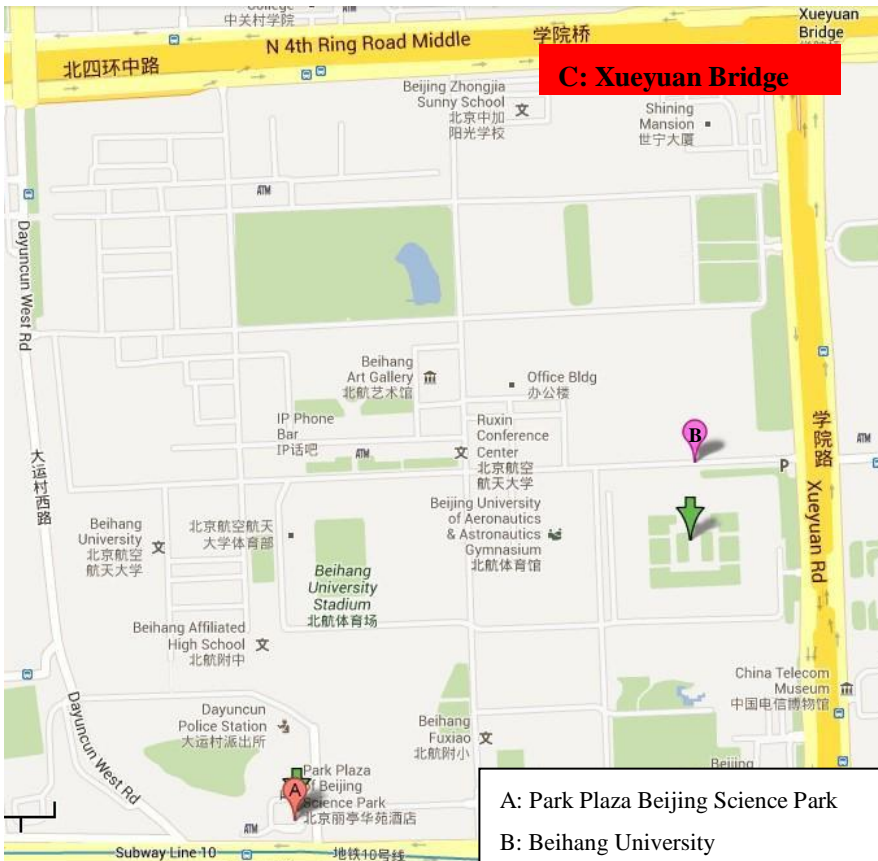 College
中关村学院
ATM
Xueyuan
Bridge
N 4th Ring Road Middle
学院桥
北四环中路
C: Xueyuan Bridge
Beijing Zhongjia
Sunny School
北京中加
阳光学校
文
Shining
Mansion
世宁大厦
ATM
Dayuncun West Rd
Beihang
Art Gallery
北航艺术馆
Office Bldg
办公楼
IP Phone
Bar
IP话吧
ATM
文
Ruxin
Conference
Center
北京航空
航天大学
B
P
学院路
ATM
大运村西路
Xueyuan Rd
Beihang
University
北京航空
航天大学
文
北京航空航天
大学体育部
Beijing University
of Aeronautics
& Astronautics
Gymnasium
北航体育馆
Beihang
University
Stadium
北航体育场
Beihang Affiliated
High School
北航附中
文
China Telecom
Museum
中国电信博物馆
Dayuncun West Rd
Dayuncun
Police Station
大运村派出所
Beihang
Fuxiao
北航附小
文
Beijing
Park Plaza
of Beijing
Science Park
北京丽亭华苑酒店
A
ATM
A: Park Plaza Beijing Science Park
B: Beihang University
Subway Line 10
地铁10号线